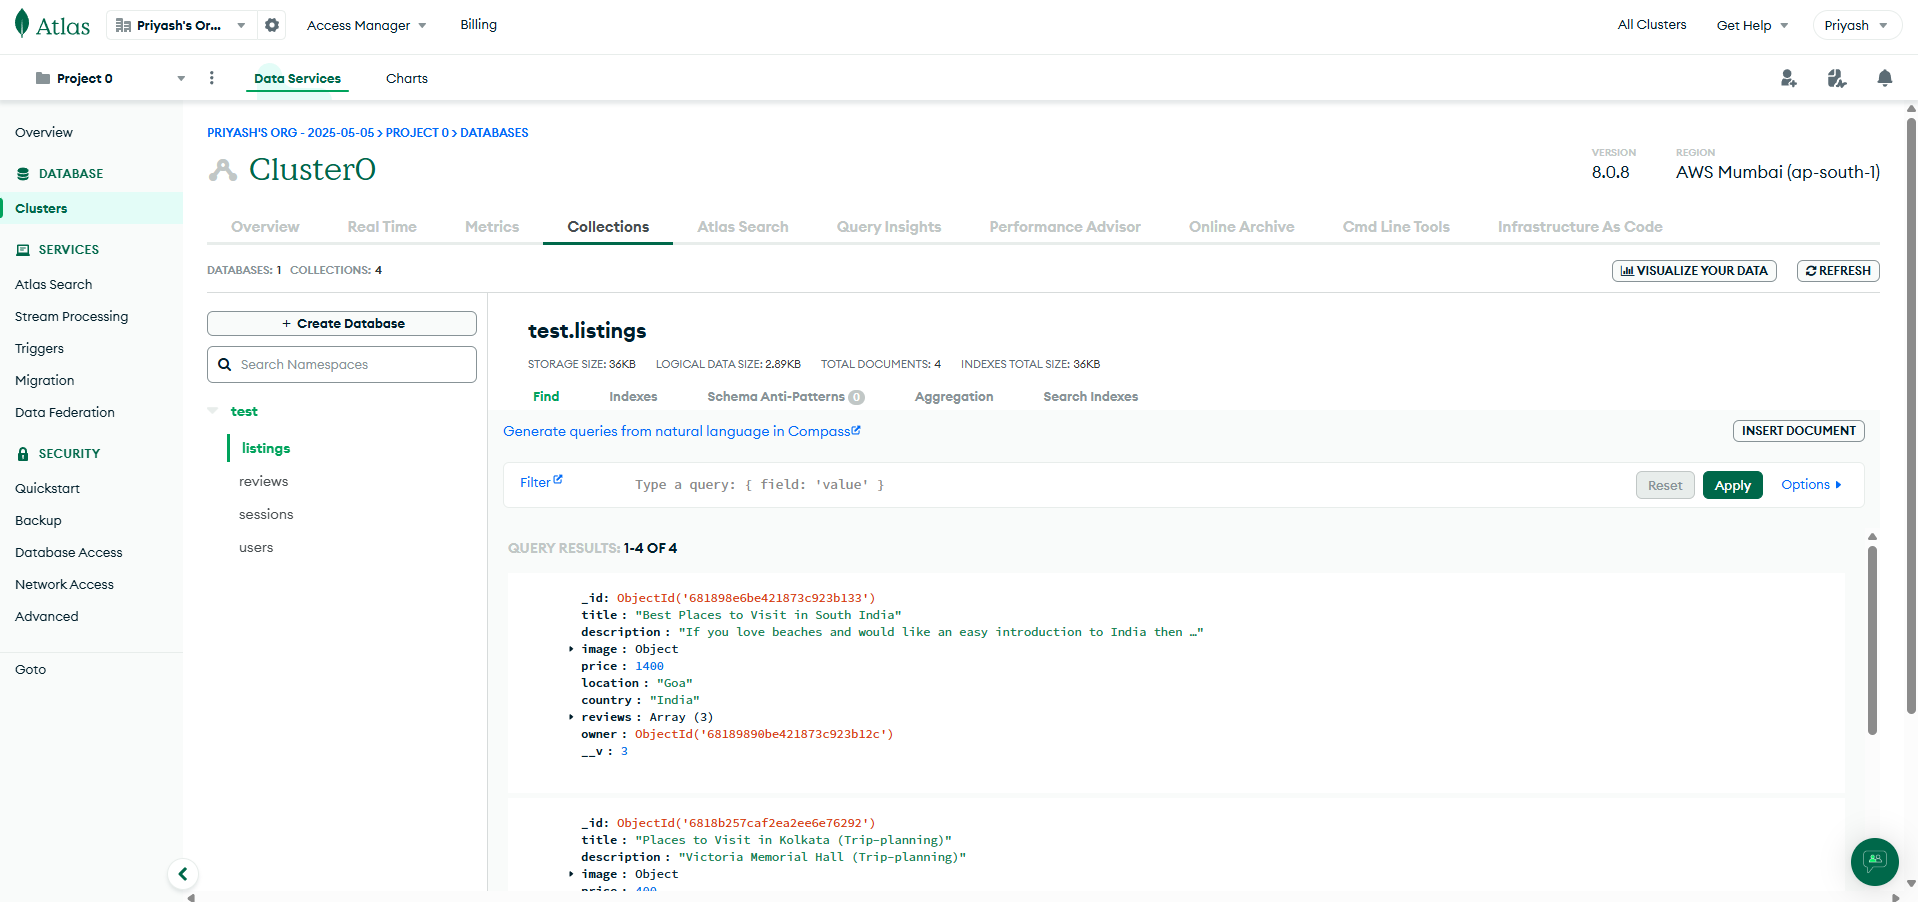 Atlas
Priyash's Or...
Access Manager
Billing
All Clusters
Get Help
Priyash
Project 0
Data Services
Charts
Overview
DATABASE
Clusters
SERVICES
Atlas Search
Stream Processing
Triggers
Migration
Data Federation
SECURITY
Quickstart
Backup
Database Access
Network Access
Advanced
Goto
PRIYASH'S ORG - 2025-05-05 > PROJECT 0 > DATABASES
Cluster0
VERSION
8.0.8
REGION
AWS Mumbai (ap-south-1)
Overview
Real Time
Metrics
Collections
Atlas Search
Query Insights
Performance Advisor
Online Archive
Cmd Line Tools
Infrastructure As Code
DATABASES: 1 COLLECTIONS: 4
VISUALIZE YOUR DATA
REFRESH
+ Create Database
Search Namespaces
test
listings
reviews
sessions
users
test.listings
STORAGE SIZE: 36KB LOGICAL DATA SIZE: 2.89KB TOTAL DOCUMENTS: 4 INDEXES TOTAL SIZE: 36KB
Find
Indexes
Schema Anti-Patterns 0
Aggregation
Search Indexes
Generate queries from natural language in Compass
INSERT DOCUMENT
Filter
Type a query: { field: 'value' }
Reset
Apply
Options
QUERY RESULTS: 1-4 OF 4
_id: ObjectId('681898e6be421873c923b133')
title : "Best Places to Visit in South India"
description : "If you love beaches and would like an easy introduction to India then …"
image : Object
price : 1400
location : "Goa"
country : "India"
reviews : Array (3)
owner : ObjectId('68189890be421873c923b12c')
__v : 3
_id: ObjectId('6818b257caf2ea2ee6e76292')
title : "Places to Visit in Kolkata (Trip-planning)"
description : "Victoria Memorial Hall (Trip-planning)"
image : Object
price : 400